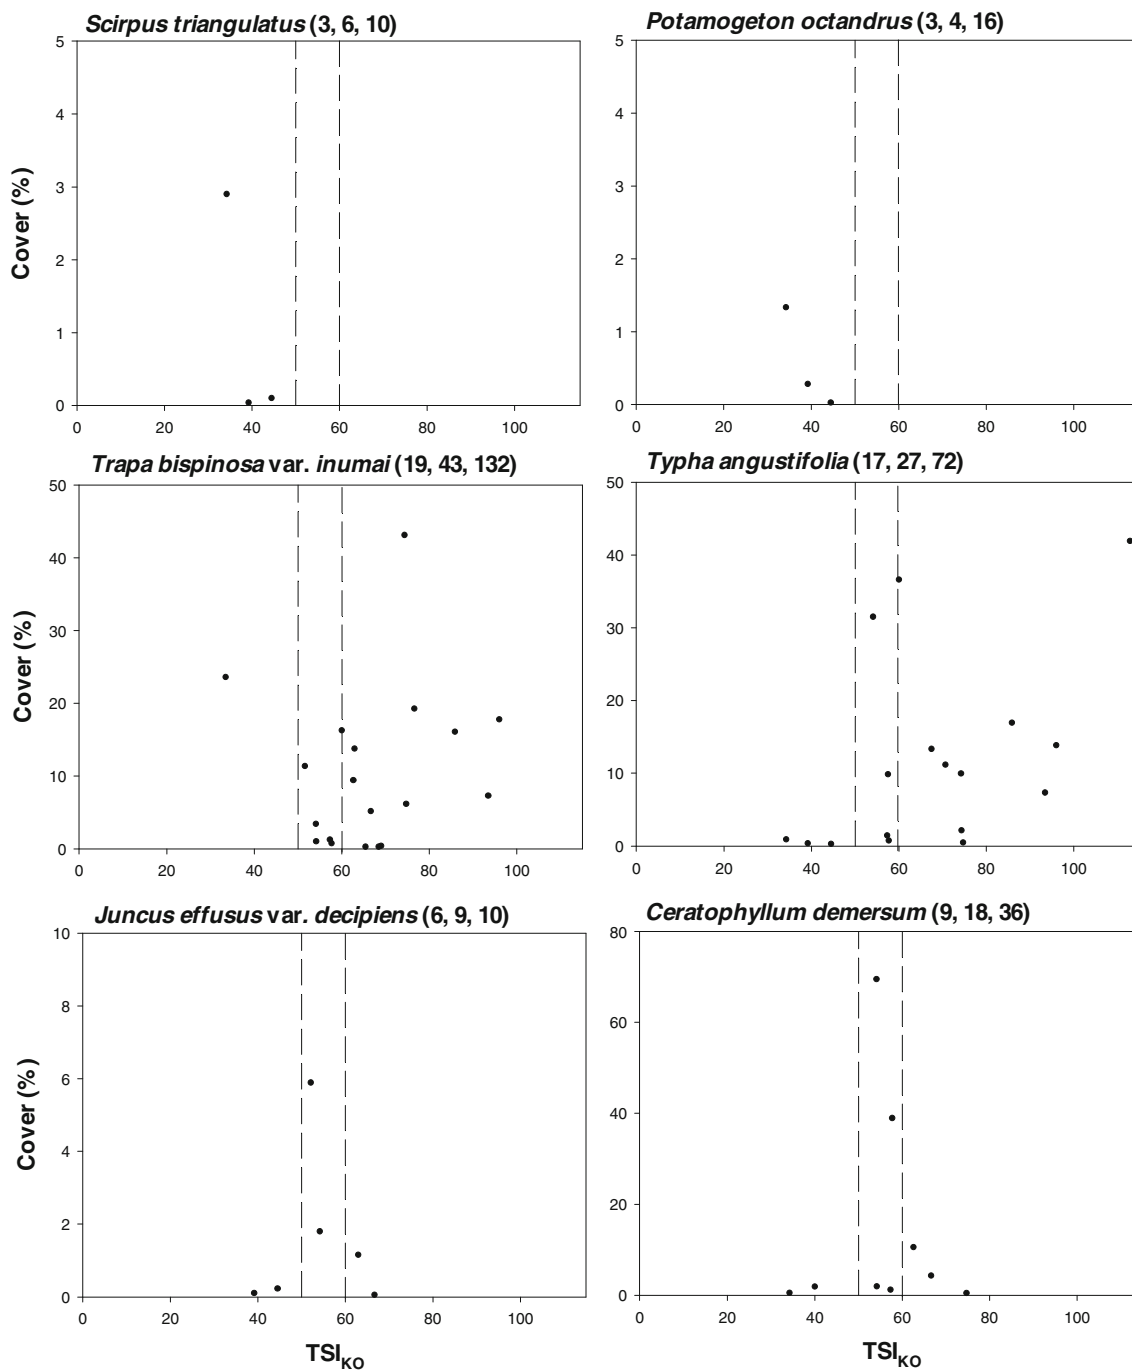 Scirpus triangulatus (3, 6, 10)
Potamogeton octandrus (3, 4, 16)
5
4
3
2
1
0
Cover (%)
0 20 40 60 80 100
5
4
3
2
1
0
0 20 40 60 80 100
Trapa bispinosa var. inumai (19, 43, 132)
Typha angustifolia (17, 27, 72)
50
40
30
20
10
0
Cover (%)
0 20 40 60 80 100
50
40
30
20
10
0
0 20 40 60 80 100
Juncus effusus var. decipiens (6, 9, 10)
Ceratophyllum demersum (9, 18, 36)
10
8
6
4
2
0
Cover (%)
0 20 40 60 80 100
TSIKO
80
60
40
20
0
0 20 40 60 80 100
TSIKO